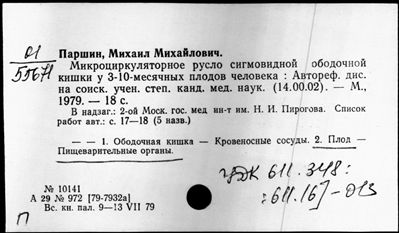 01
55671
Паршин, Михаил Михайлович.
Микроциркуляторное русло сигмовидной ободочной
кишки у 3-10-месячных плодов человека : Автореф. дис.
на соиск. учен. степ. канд. мед. наук. (14.00.02). — М.,
1979. — 18 с.
В надзаг.: 2-ой Моск. гос. мед ин-т им. Н. И. Пирогова. Список
работ авт.: с. 17—18 (5 назв.)
— — 1. Ободочная кишка — Кровеносные сосуды. 2. Плод —
Пищеварительные органы.
УДК 611.348:
:611.16]-013
№ 10141
А 29 № 972 [79-7932а]
Вс. кн. пал. 9—13 VII 79
П